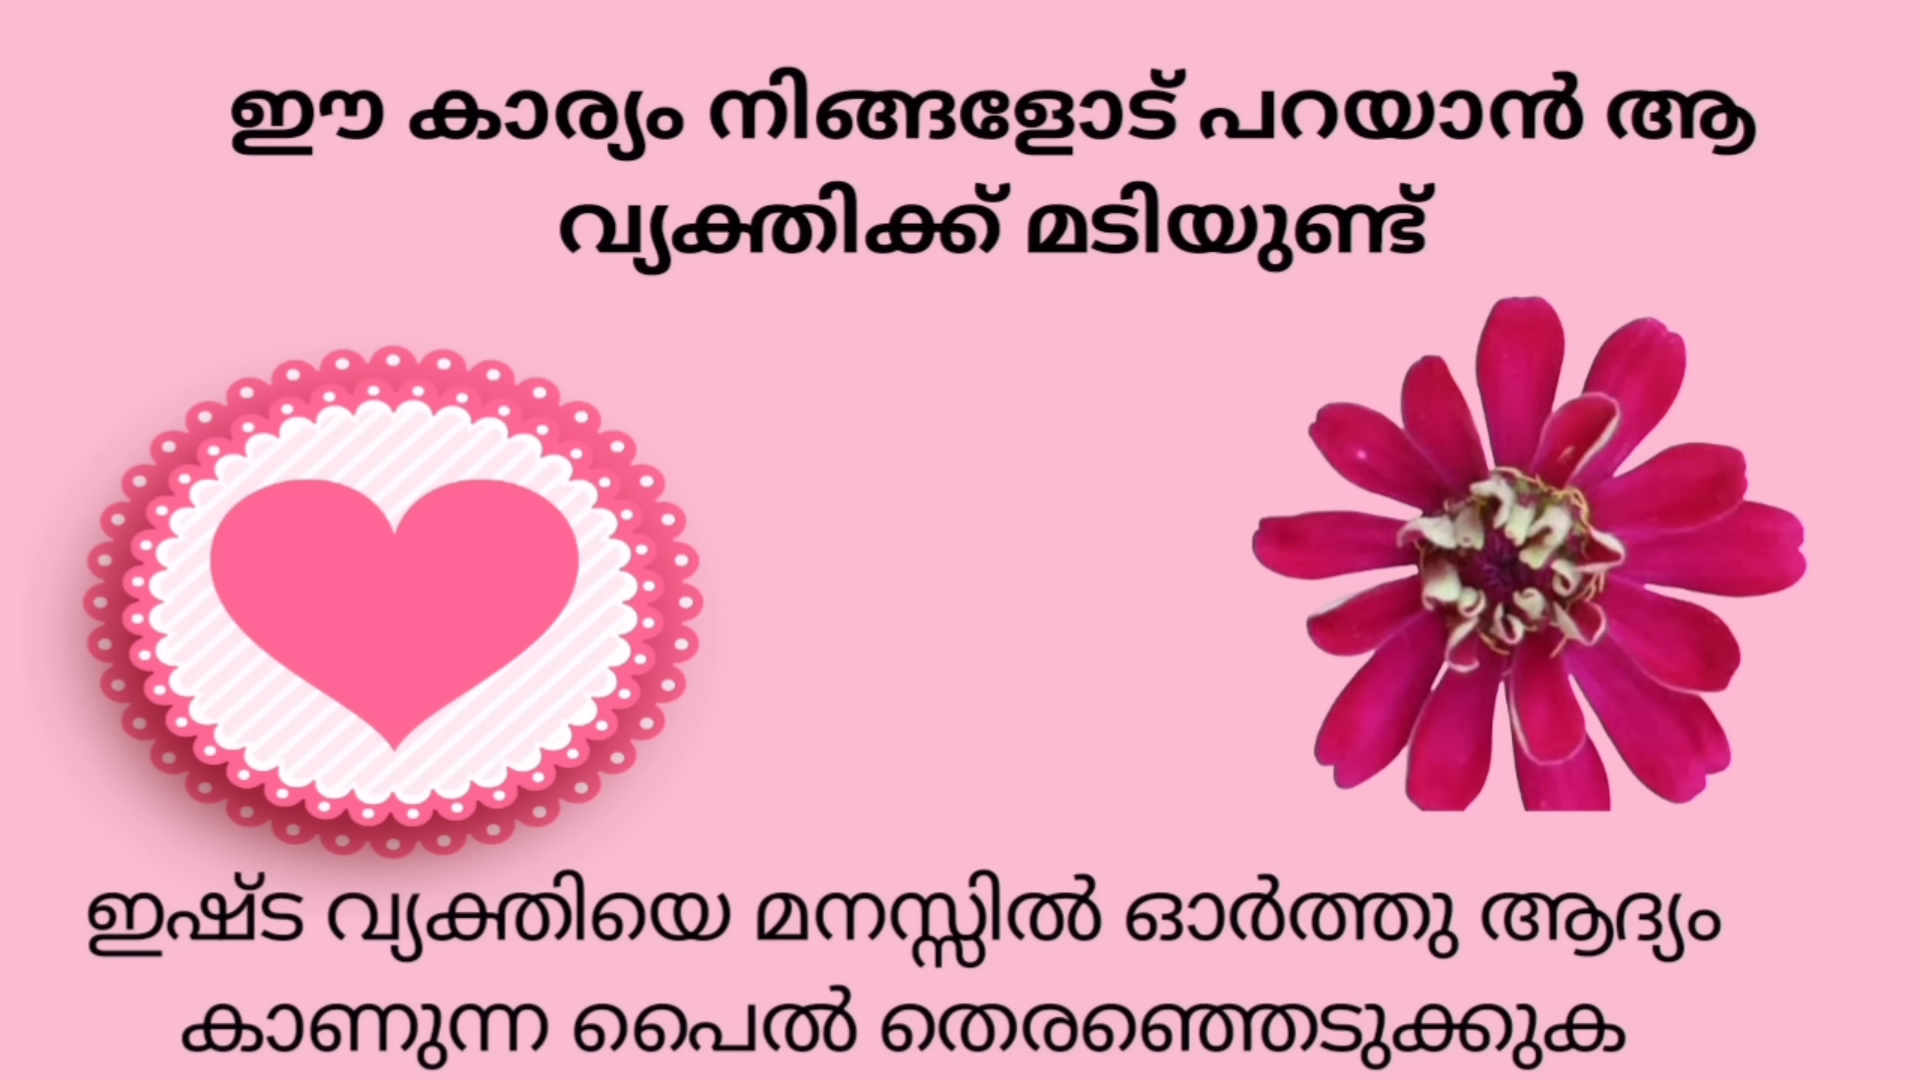 ഈ കാര്യം നിങ്ങളോട് പറയാൻ ആ
വ്യക്തിക്ക് മടിയുണ്ട്
ഇഷ്ട വ്യക്തിയെ മനസ്സിൽ ഓർത്തു ആദ്യം
കാണുന്ന പൈൽ തെരഞ്ഞെടുക്കുക